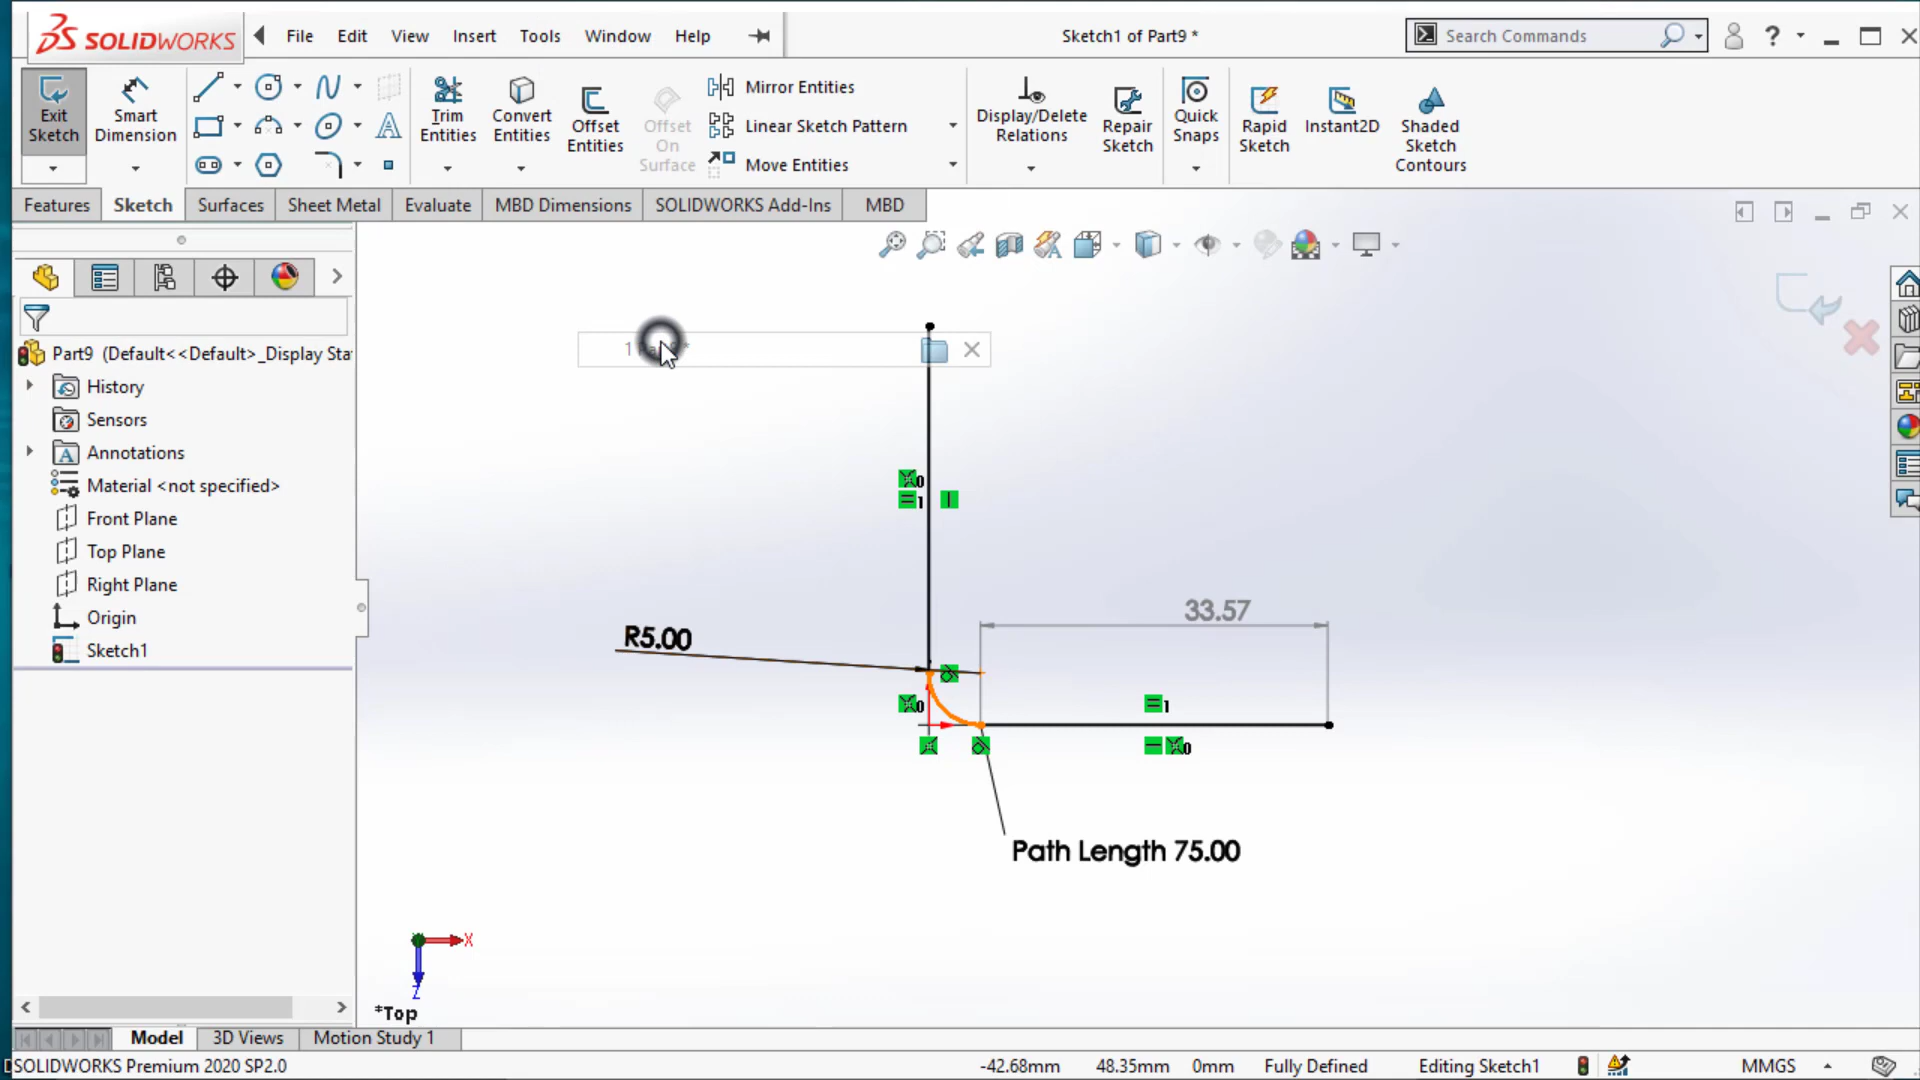 SOLIDWORKS
File
Edit
View
Insert
Tools
Window
Help
Sketch1 of Part9 *
Search Commands
?
Exit
Sketch
Smart
Dimension
Trim
Entities
Convert
Entities
Offset
Entities
Offset
On
Surface
Mirror Entities
Linear Sketch Pattern
Move Entities
Display/Delete
Relations
Repair
Sketch
Quick
Snaps
Rapid
Sketch
Instant2D
Shaded
Sketch
Contours
Features
Sketch
Surfaces
Sheet Metal
Evaluate
MBD Dimensions
SOLIDWORKS Add-Ins
MBD
Part9 (Default<<Default>_Display Sta
History
Sensors
Annotations
Material <not specified>
Front Plane
Top Plane
Right Plane
Origin
Sketch1
0
1
33.57
R5.00
0
1
0
Path Length 75.00
X
Z
*Top
Model
3D Views
Motion Study 1
SOLIDWORKS Premium 2020 SP2.0
-42.68mm
48.35mm
0mm
Fully Defined
Editing Sketch1
MMGS